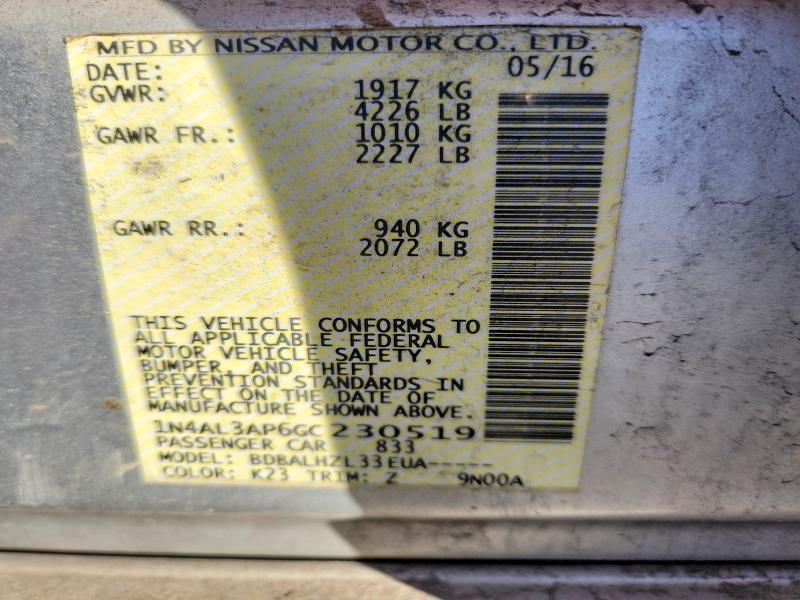 MFD BY NISSAN MOTOR CO., LTD.
DATE: 05/16
GVWR: 1917 KG
4226 LB
GAWR FR.: 1010 KG
2227 LB
GAWR RR.: 940 KG
2072 LB
THIS VEHICLE CONFORMS TO
ALL APPLICABLE FEDERAL
MOTOR VEHICLE SAFETY,
BUMPER, AND THEFT
PREVENTION STANDARDS IN
EFFECT ON THE DATE OF
MANUFACTURE SHOWN ABOVE.
1N4AL3AP6GC230519
PASSENGER CAR 833
MODEL: BDBALHZL33EUA-----
COLOR: K23 TRIM: Z 9N00A